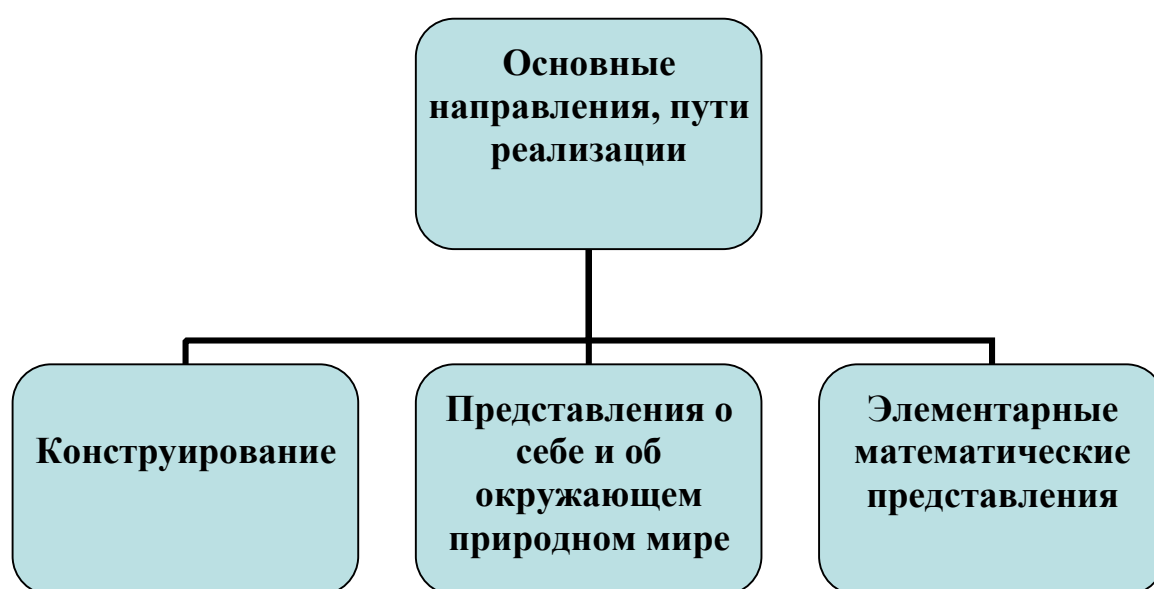 Основные
направления, пути
реализации
Конструирование
Представления о
себе и об
окружающем
природном мире
Элементарные
математические
представления